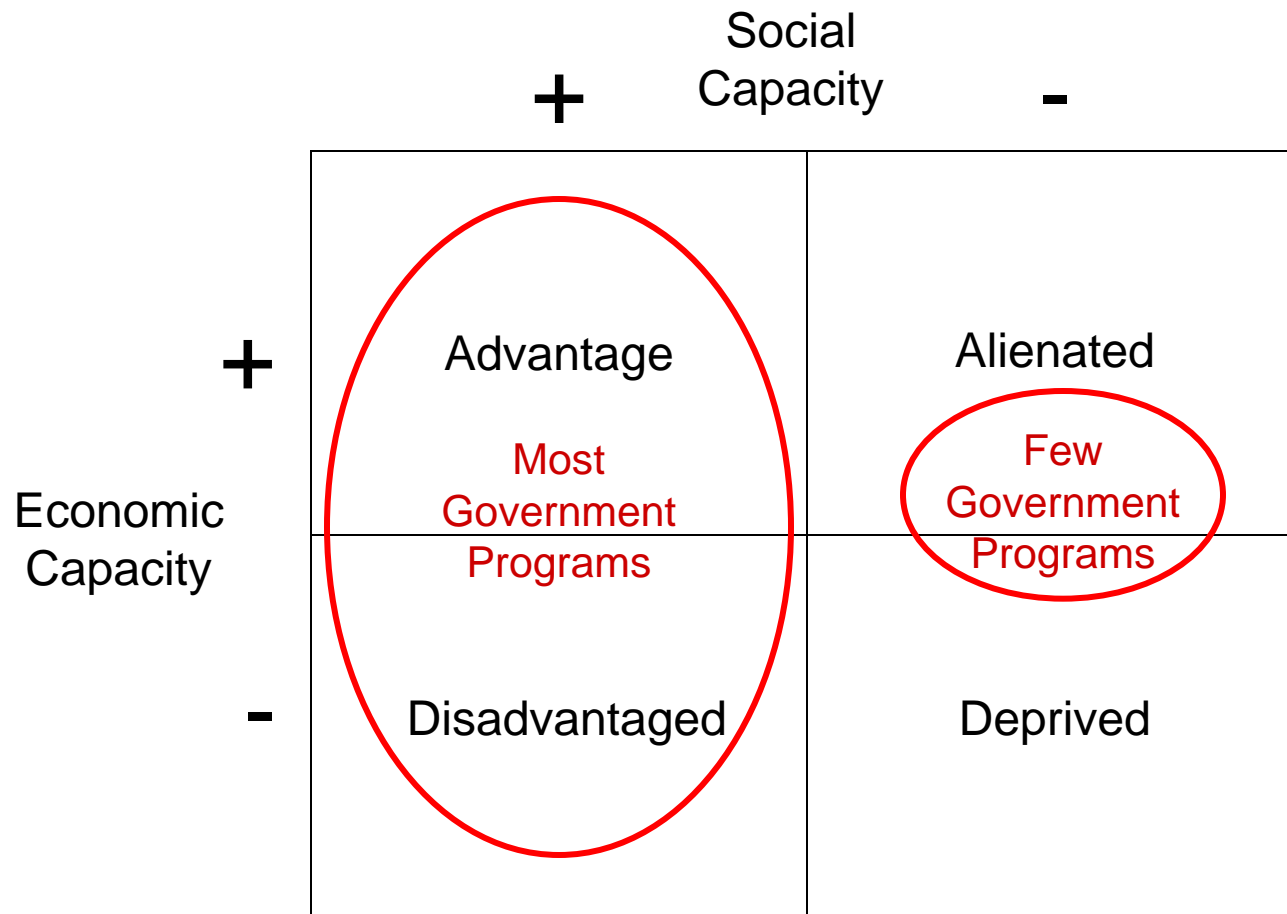 Social
Capacity
+
-
+
Advantage
Alienated
Most
Government
Programs
Few
Government
Programs
Economic
Capacity
-
Disadvantaged
Deprived